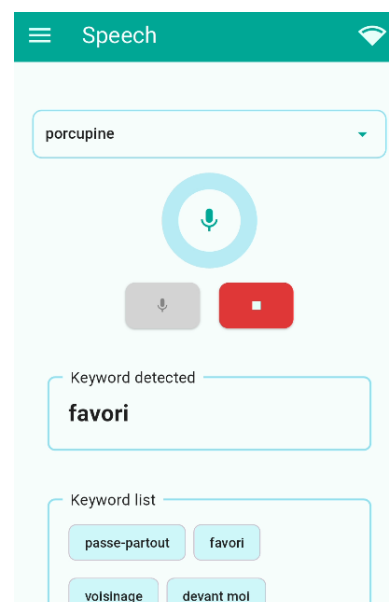 Speech
porcupine
Keyword detected
favori
Keyword list
passe-partout favori
voisinage devant moi